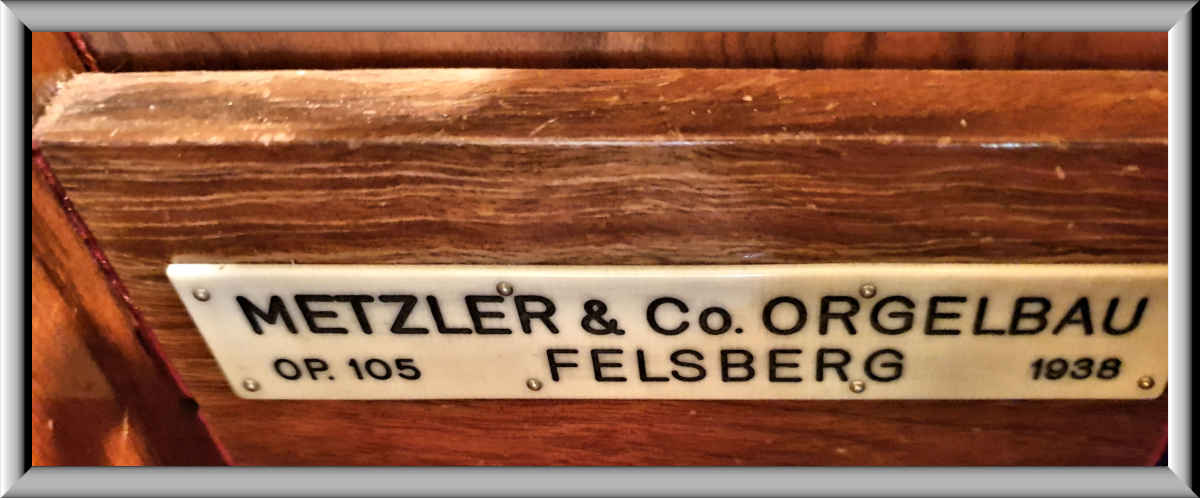 METZLER & Co. ORGELBAU
OP. 105 FELSBERG 1938